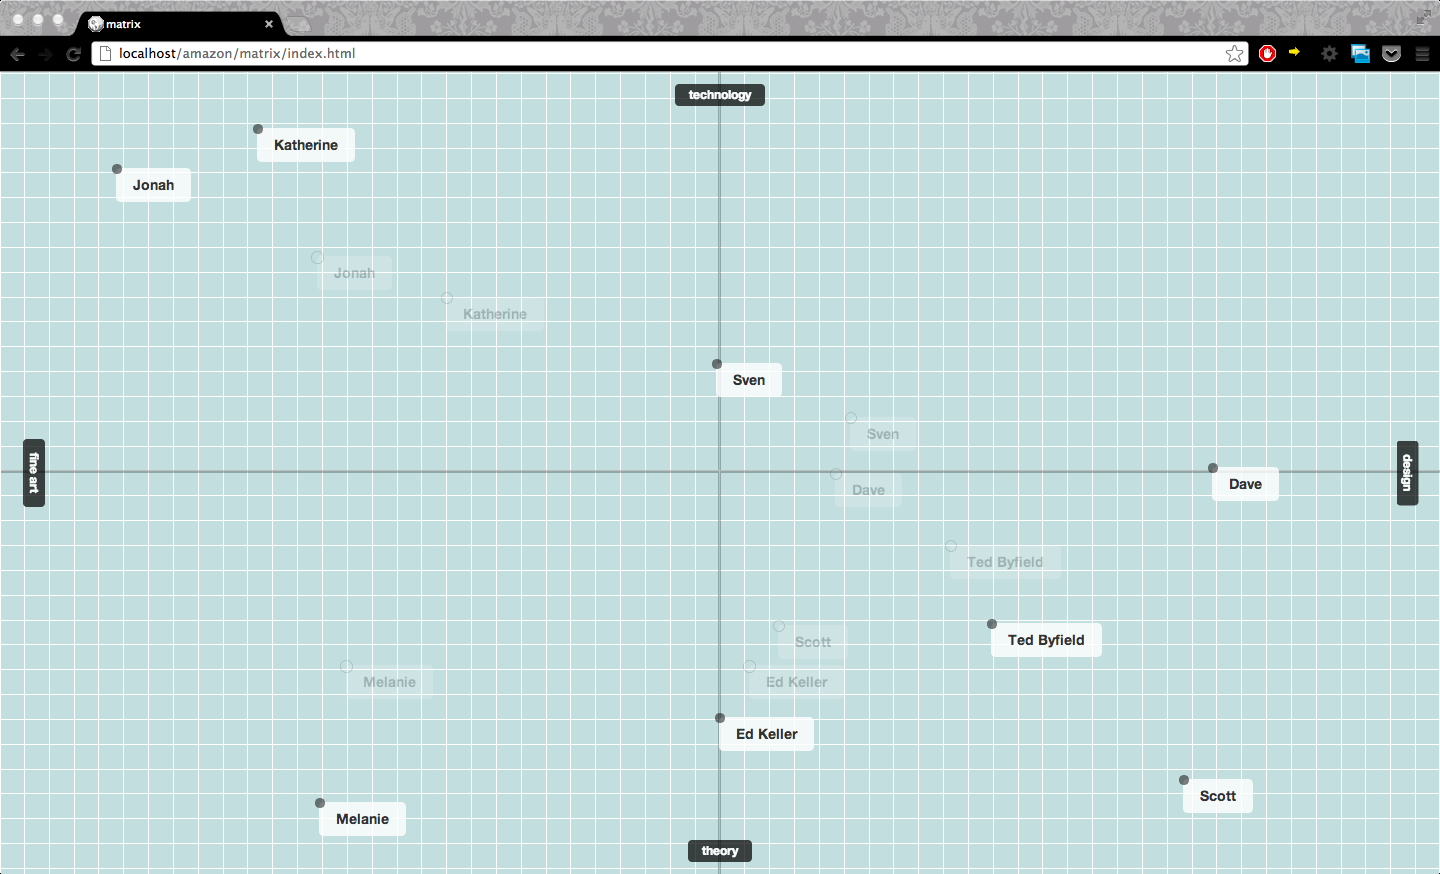 matrix
localhost/amazon/matrix/index.html
technology
Katherine
Jonah
Jonah
Katherine
Sven
Sven
fine art
design
Dave
Dave
Ted Byfield
Ted Byfield
Scott
Melanie
Ed Keller
Ed Keller
Scott
Melanie
theory